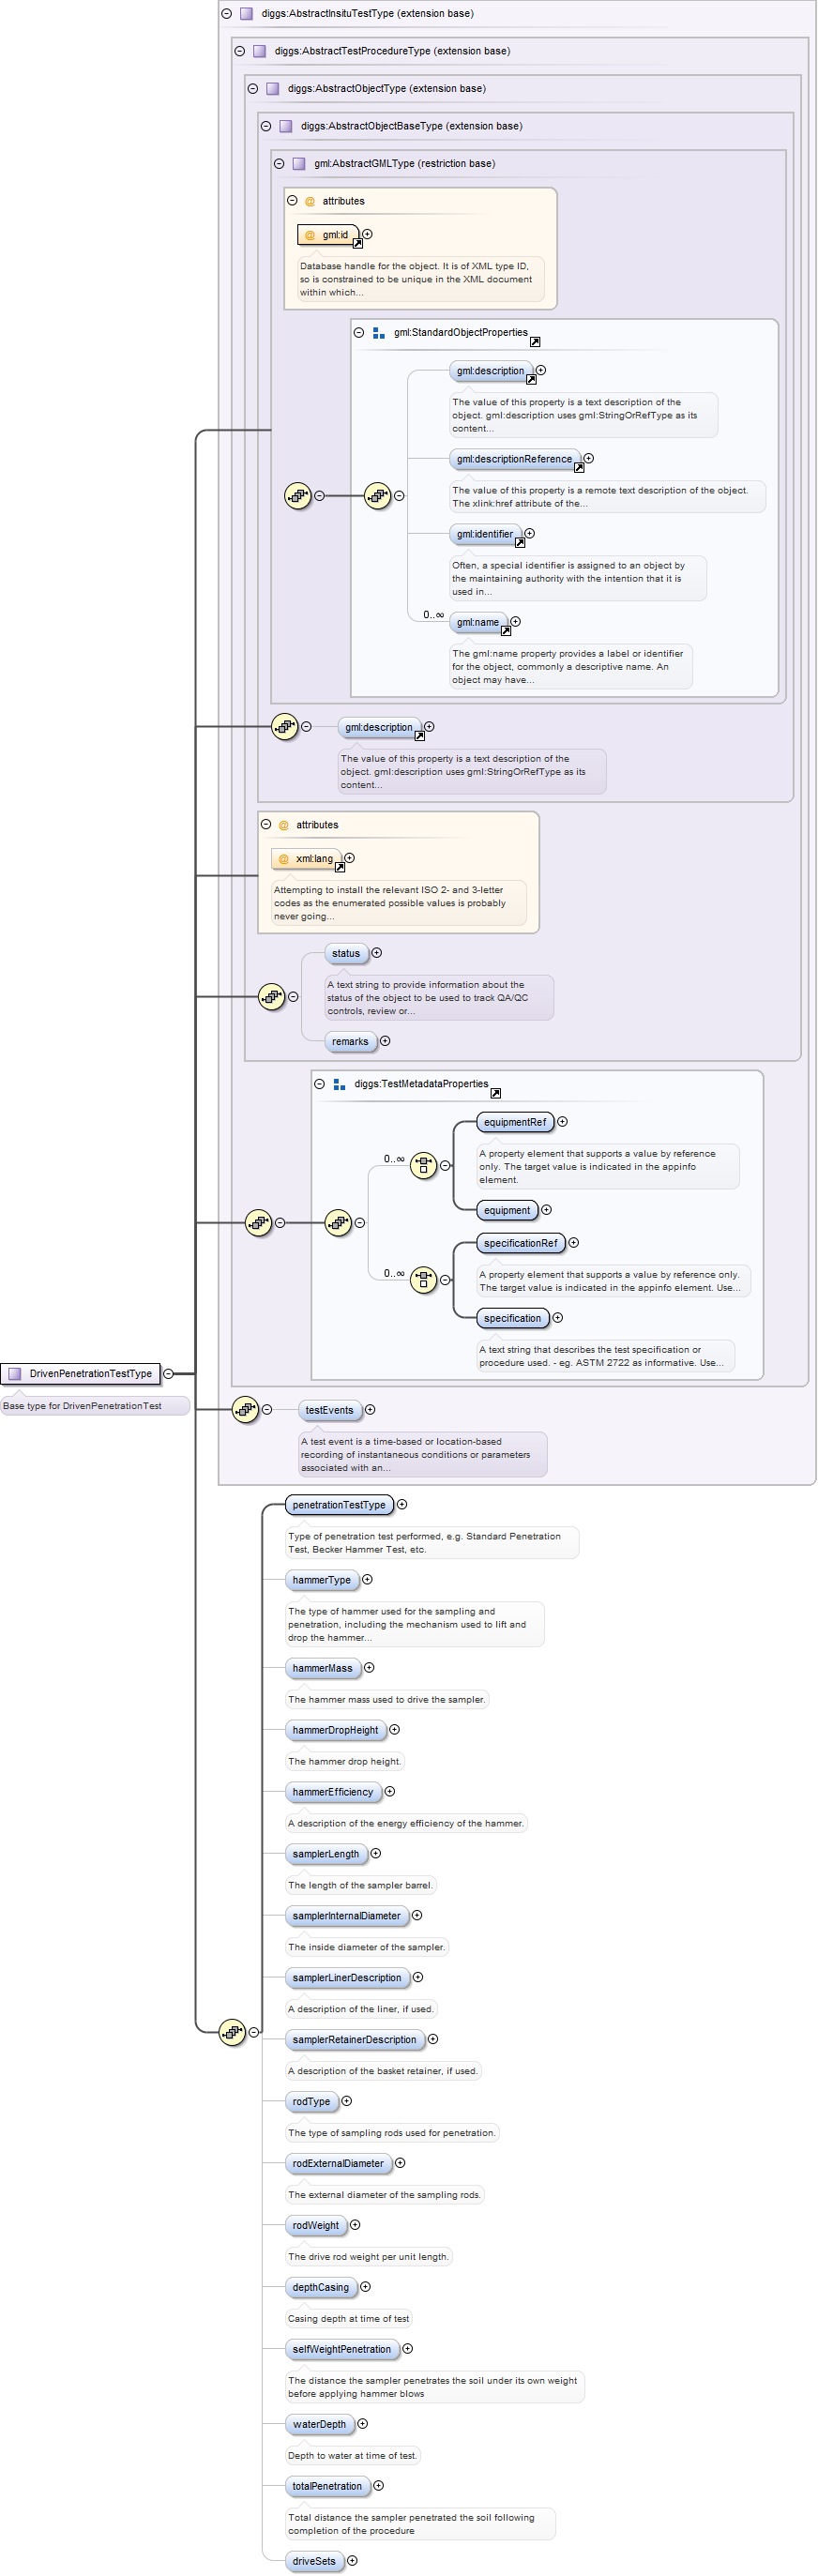 diggs:AbstractInsituTestType (extension base)
diggs:AbstractTestProcedureType (extension base)
diggs:AbstractObjectType (extension base)
diggs:AbstractObjectBaseType (extension base)
gml:AbstractGMLType (restriction base)
@ attributes
@ gml:id
Database handle for the object. It is of XML type ID,
so is constrained to be unique in the XML document
within which...
gml:StandardObjectProperties
gml:description
The value of this property is a text description of the
object. gml:description uses gml:StringOrRefType as its
content...
gml:descriptionReference
The value of this property is a remote text description of the object.
The xlink:href attribute of the...
gml:identifier
Often, a special identifier is assigned to an object by
the maintaining authority with the intention that it is
used in...
0..∞
gml:name
The gml:name property provides a label or identifier
for the object, commonly a descriptive name. An
object may have...
gml:description
The value of this property is a text description of the
object. gml:description uses gml:StringOrRefType as its
content...
@ attributes
@ xml:lang
Attempting to install the relevant ISO 2- and 3-letter
codes as the enumerated possible values is probably
never going...
status
A text string to provide information about the
status of the object to be used to track QA/QC
controls, review or...
remarks
diggs:TestMetadataProperties
equipmentRef
0..∞
A property element that supports a value by reference
only. The target value is indicated in the appinfo
element.
equipment
specificationRef
0..∞
A property element that supports a value by reference only.
The target value is indicated in the appinfo element. Use...
specification
A text string that describes the test specification or
procedure used. - eg. ASTM 2722 as informative. Use...
DrivenPenetrationTestType
Base type for DrivenPenetrationTest
testEvents
A test event is a time-based or location-based
recording of instantaneous conditions or parameters
associated with an...
penetrationTestType
Type of penetration test performed, e.g. Standard Penetration
Test, Becker Hammer Test, etc.
hammerType
The type of hammer used for the sampling and
penetration, including the mechanism used to lift and
drop the hammer...
hammerMass
The hammer mass used to drive the sampler.
hammerDropHeight
The hammer drop height.
hammerEfficiency
A description of the energy efficiency of the hammer.
samplerLength
The length of the sampler barrel.
samplerInternalDiameter
The inside diameter of the sampler.
samplerLinerDescription
A description of the liner, if used.
samplerRetainerDescription
A description of the basket retainer, if used.
rodType
The type of sampling rods used for penetration.
rodExternalDiameter
The external diameter of the sampling rods.
rodWeight
The drive rod weight per unit length.
depthCasing
Casing depth at time of test
selfWeightPenetration
The distance the sampler penetrates the soil under its own weight
before applying hammer blows
waterDepth
Depth to water at time of test.
totalPenetration
Total distance the sampler penetrated the soil following
completion of the procedure
driveSets